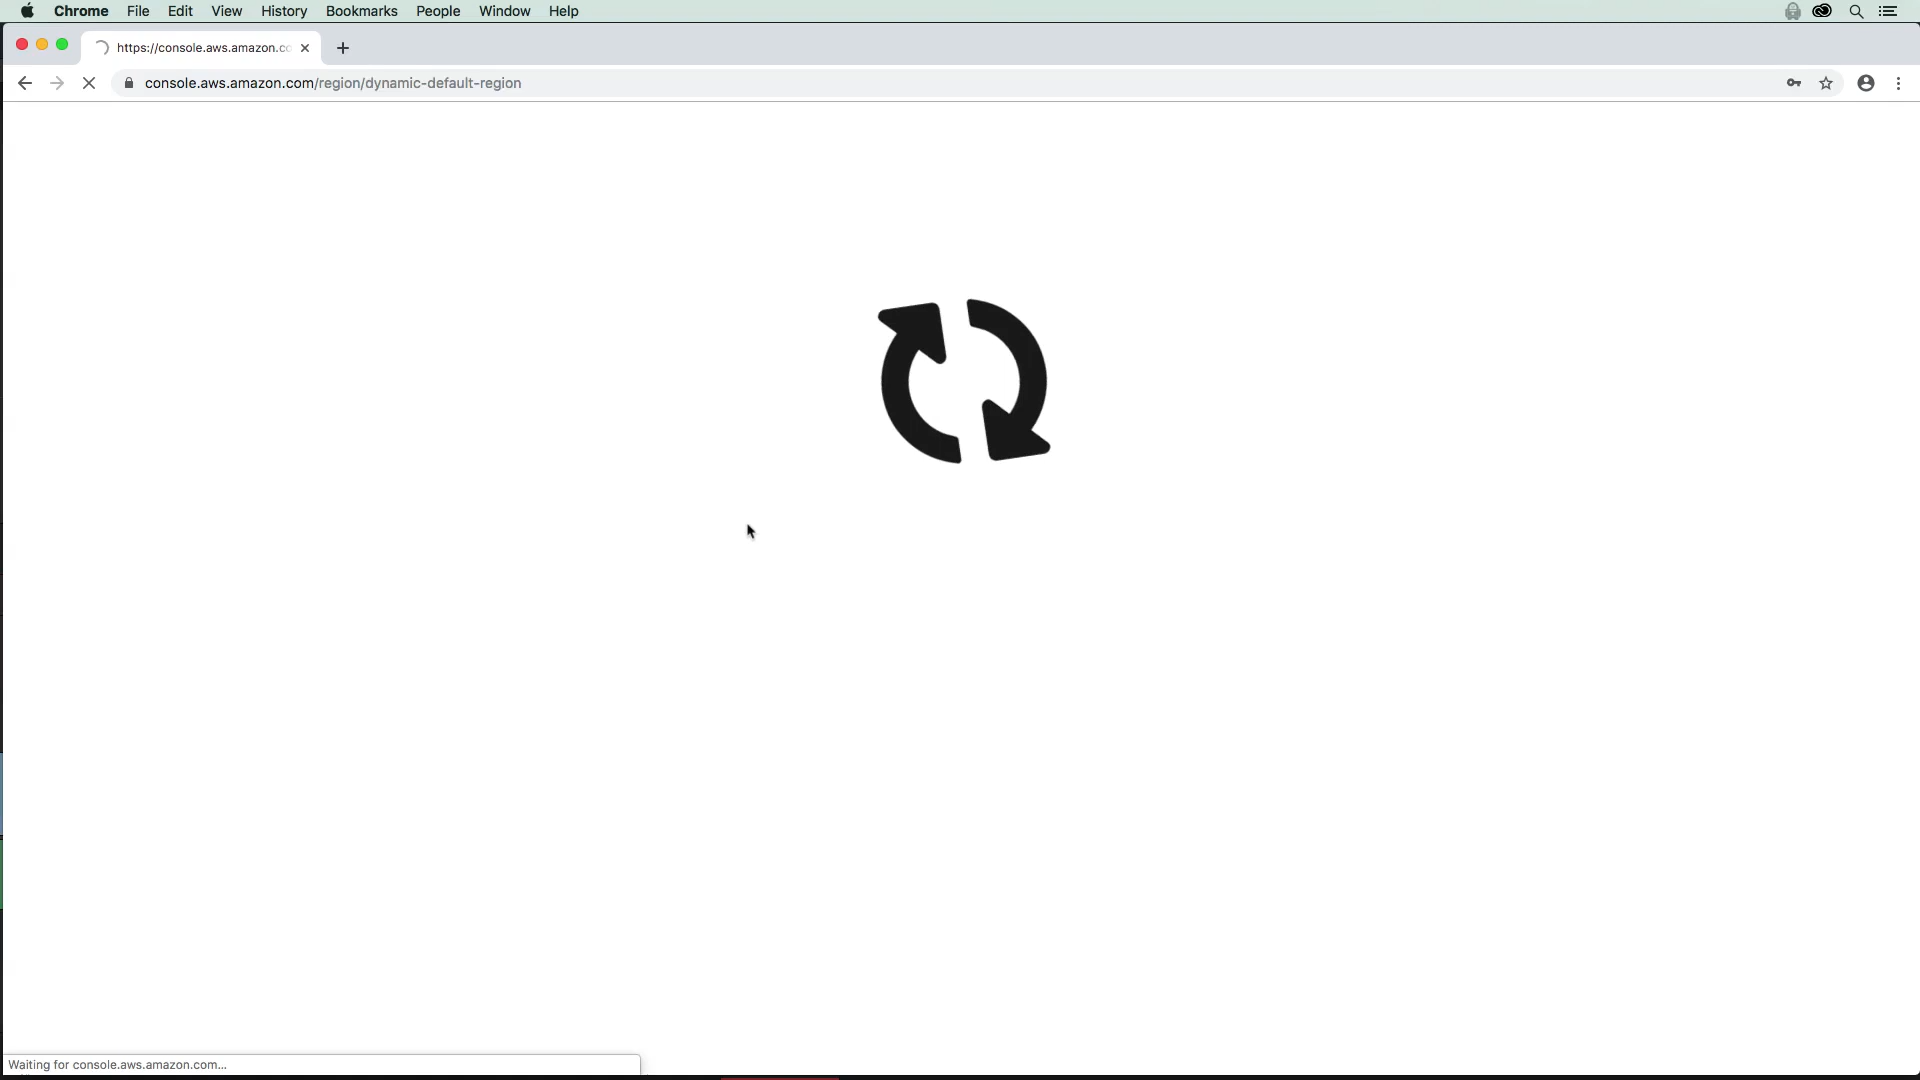 Chrome File Edit View History Bookmarks People Window Help
https://console.aws.amazon.co
console.aws.amazon.com/region/dynamic-default-region
Waiting for console.aws.amazon.com...